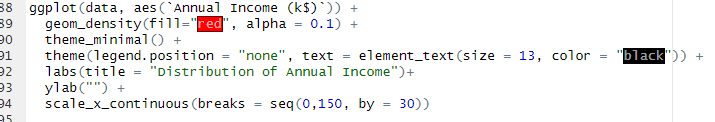 88 ggplot(data, aes(`Annual Income (k$)`)) +
89 geom_density(fill="red", alpha = 0.1) +
90 theme_minimal() +
91 theme(legend.position = "none", text = element_text(size = 13, color = "black")) +
92 labs(title = "Distribution of Annual Income")+
93 ylab("") +
94 scale_x_continuous(breaks = seq(0,150, by = 30))
95